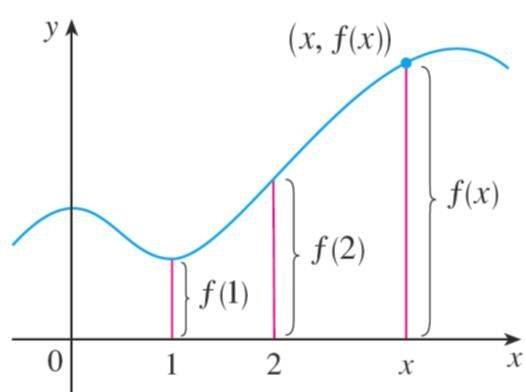 y
(x, f(x))
f(x)
f(2)
f(1)
0 1 2 x x